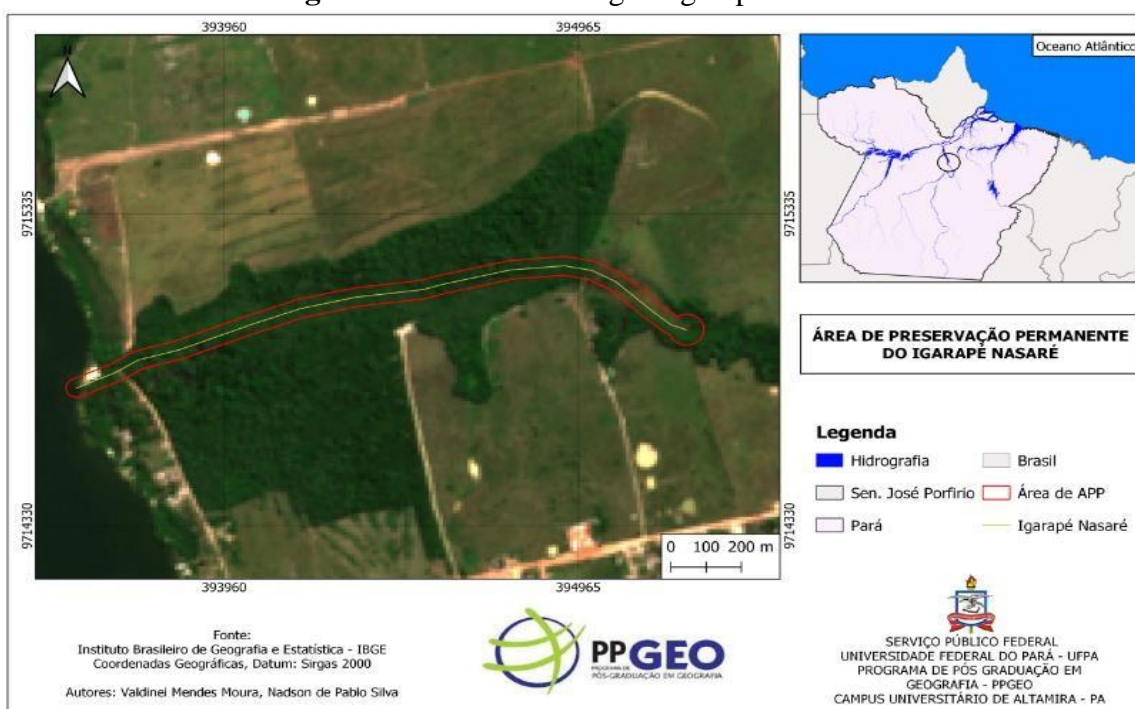 393960
394965
N
9715335
9714330
9715335
9714330
0 100 200 m
393960
394965
Oceano Atlântico
ÁREA DE PRESERVAÇÃO PERMANENTE
DO IGARAPÉ NASARÉ
Legenda
Hidrografia
Brasil
Sen. José Porfirio
Área de APP
Pará
Igarapé Nasaré
Fonte:
Instituto Brasileiro de Geografia e Estatística - IBGE
Coordenadas Geográficas, Datum: Sirgas 2000
Autores: Valdinei Mendes Moura, Nadson de Pablo Silva
PPGEO
PROGRAMA DE
PÓS-GRADUAÇÃO EM GEOGRAFIA
SERVIÇO PÚBLICO FEDERAL
UNIVERSIDADE FEDERAL DO PARÁ - UFPA
PROGRAMA DE PÓS GRADUAÇÃO EM
GEOGRAFIA - PPGEO
CAMPUS UNIVERSITÁRIO DE ALTAMIRA - PA